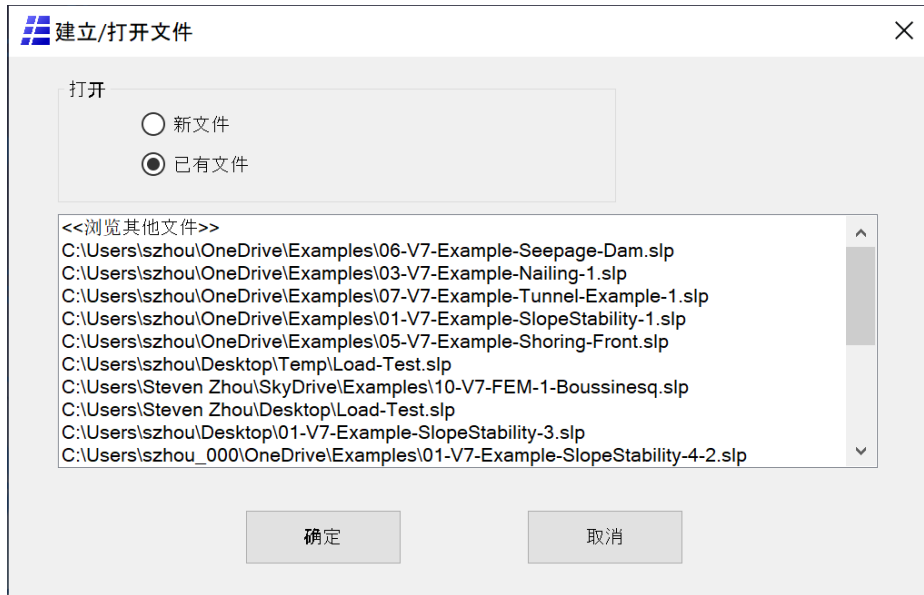 建立/打开文件
打开
新文件
已有文件
<<浏览其他文件>>
C:\Users\szhou\OneDrive\Examples\06-V7-Example-Seepage-Dam.slp
C:\Users\szhou\OneDrive\Examples\03-V7-Example-Nailing-1.slp
C:\Users\szhou\OneDrive\Examples\07-V7-Example-Tunnel-Example-1.slp
C:\Users\szhou\OneDrive\Examples\01-V7-Example-SlopeStability-1.slp
C:\Users\szhou\OneDrive\Examples\05-V7-Example-Shoring-Front.slp
C:\Users\szhou\Desktop\Temp\Load-Test.slp
C:\Users\Steven Zhou\SkyDrive\Examples\10-V7-FEM-1-Boussinesq.slp
C:\Users\Steven Zhou\Desktop\Load-Test.slp
C:\Users\szhou\Desktop\01-V7-Example-SlopeStability-3.slp
C:\Users\szhou_000\OneDrive\Examples\01-V7-Example-SlopeStability-4-2.slp
确定 取消